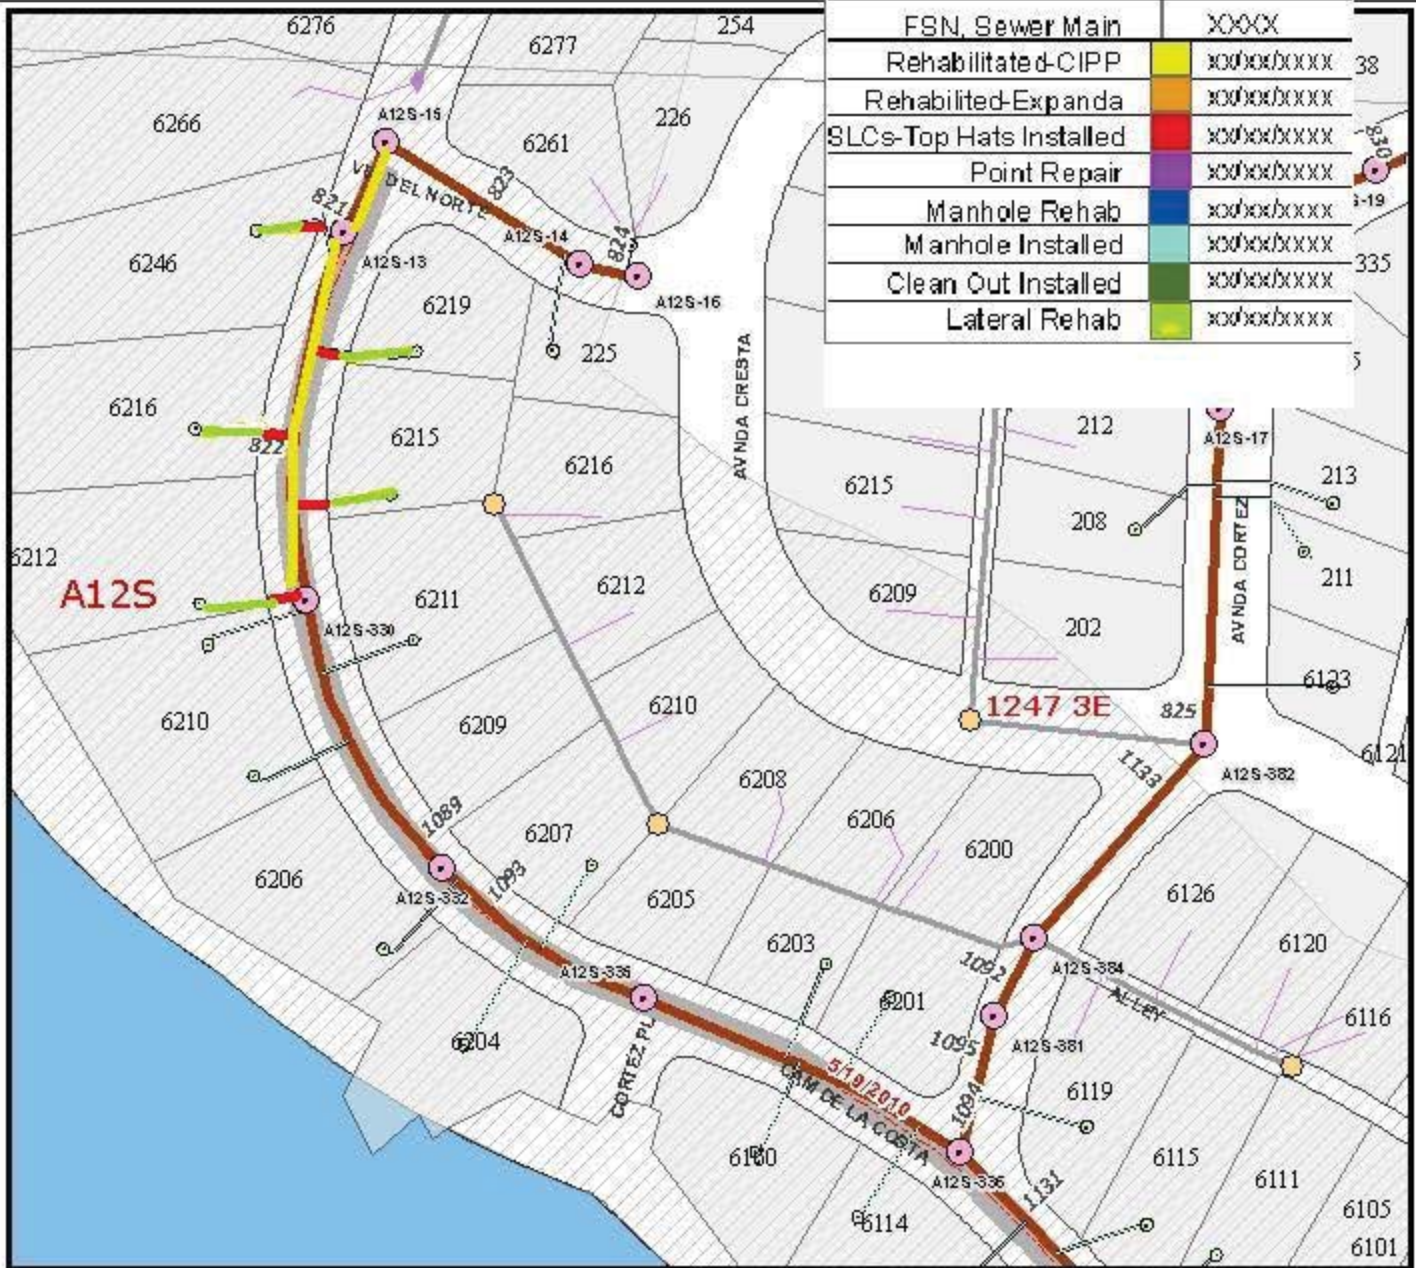 FSN, Sewer Main XXXXX
Rehabilitated-CIPP xx/xx/xxxx
Rehabilited-Expanda xx/xx/xxxx
SLCs-Top Hats Installed xx/xx/xxxx
Point Repair xx/xx/xxxx
Manhole Rehab xx/xx/xxxx
Manhole Installed xx/xx/xxxx
Clean Out Installed xx/xx/xxxx
Lateral Rehab xx/xx/xxxx
6276
6277
254
38
6266
A12S-15
6261
226
830
S-19
823
821
DEL NORTE
A12S-14
824
6246
A12S-13
335
6219
A12S-16
225
AVNDA CRESTA
5
6216
6215
822
6216
212
A12S-17
6215
213
208
6212
A12S
6211
6212
6209
AVNDA CORTEZ
211
A12S-330
202
6123
6210
6209
6210
1247 3E
825
6121
1133
A12S-382
6208
1089
6207
6206
6200
6206
1093
A12S-332
6205
6126
6203
6120
1092
A12S-384
A12S-335
6201
ALLEY
6116
6204
1095
A12S-381
CORTEZ PL
5/19/2010
CAM DE LA COSTA
1094
6119
6115
A12S-336
1131
6111
6114
6105
6101